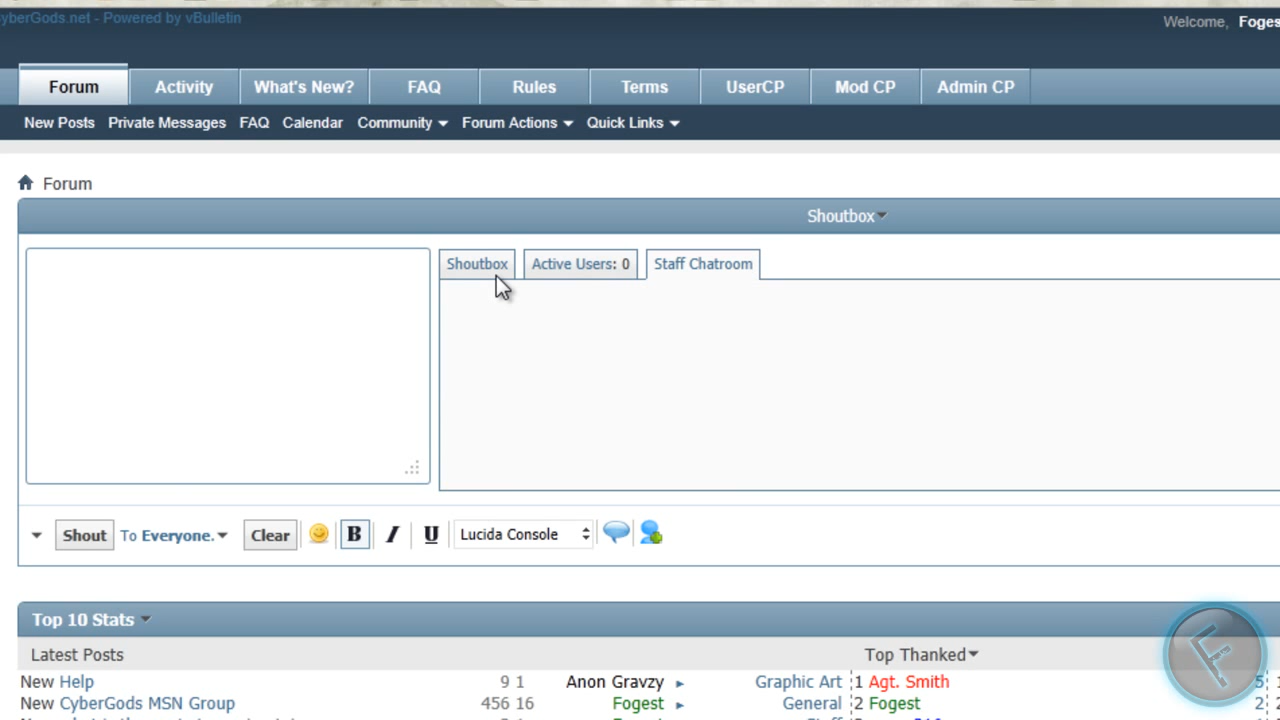 yberGods.net - Powered by vBulletin
Welcome, Foges
Forum Activity What's New? FAQ Rules Terms UserCP Mod CP Admin CP
New Posts Private Messages FAQ Calendar Community Forum Actions Quick Links
Forum
Shoutbox
Shoutbox Active Users: 0 Staff Chatroom
Shout To Everyone. Clear B I U Lucida Console
Top 10 Stats
Latest Posts Top Thanked
New Help 9 1 Anon Gravzy Graphic Art 1 Agt. Smith 5
New CyberGods MSN Group 456 16 Fogest General 2 Fogest 2